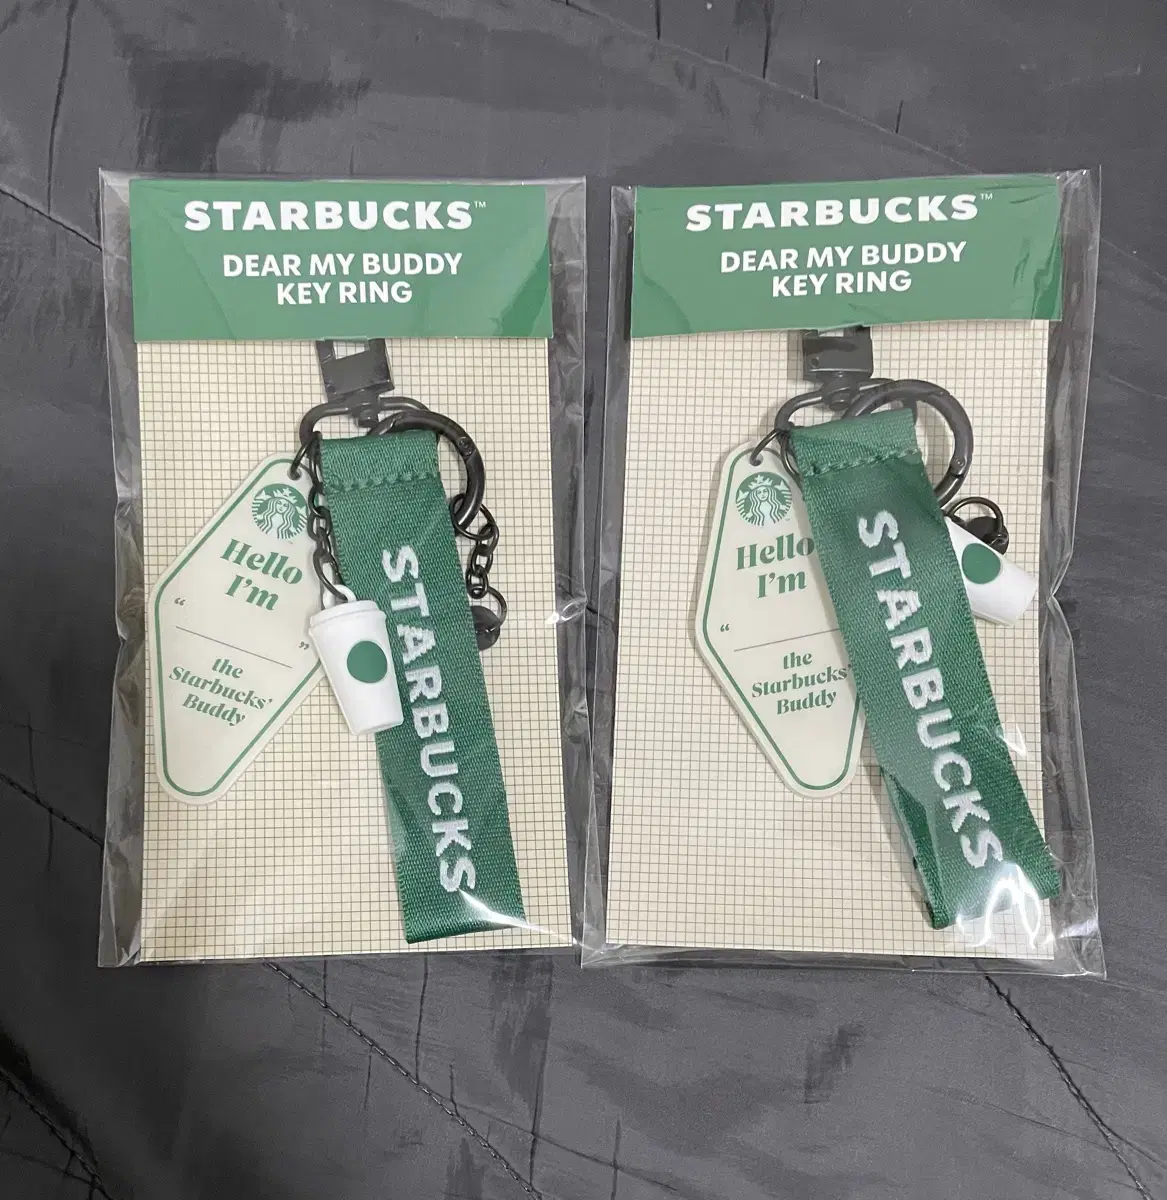 STARBUCKS™
DEAR MY BUDDY
KEY RING
Hello
I'm
“
”
the
Starbucks'
Buddy
STARBUCKS
STARBUCKS™
DEAR MY BUDDY
KEY RING
Hello
I'm
“
the
Starbucks'
Buddy
STARBUCKS